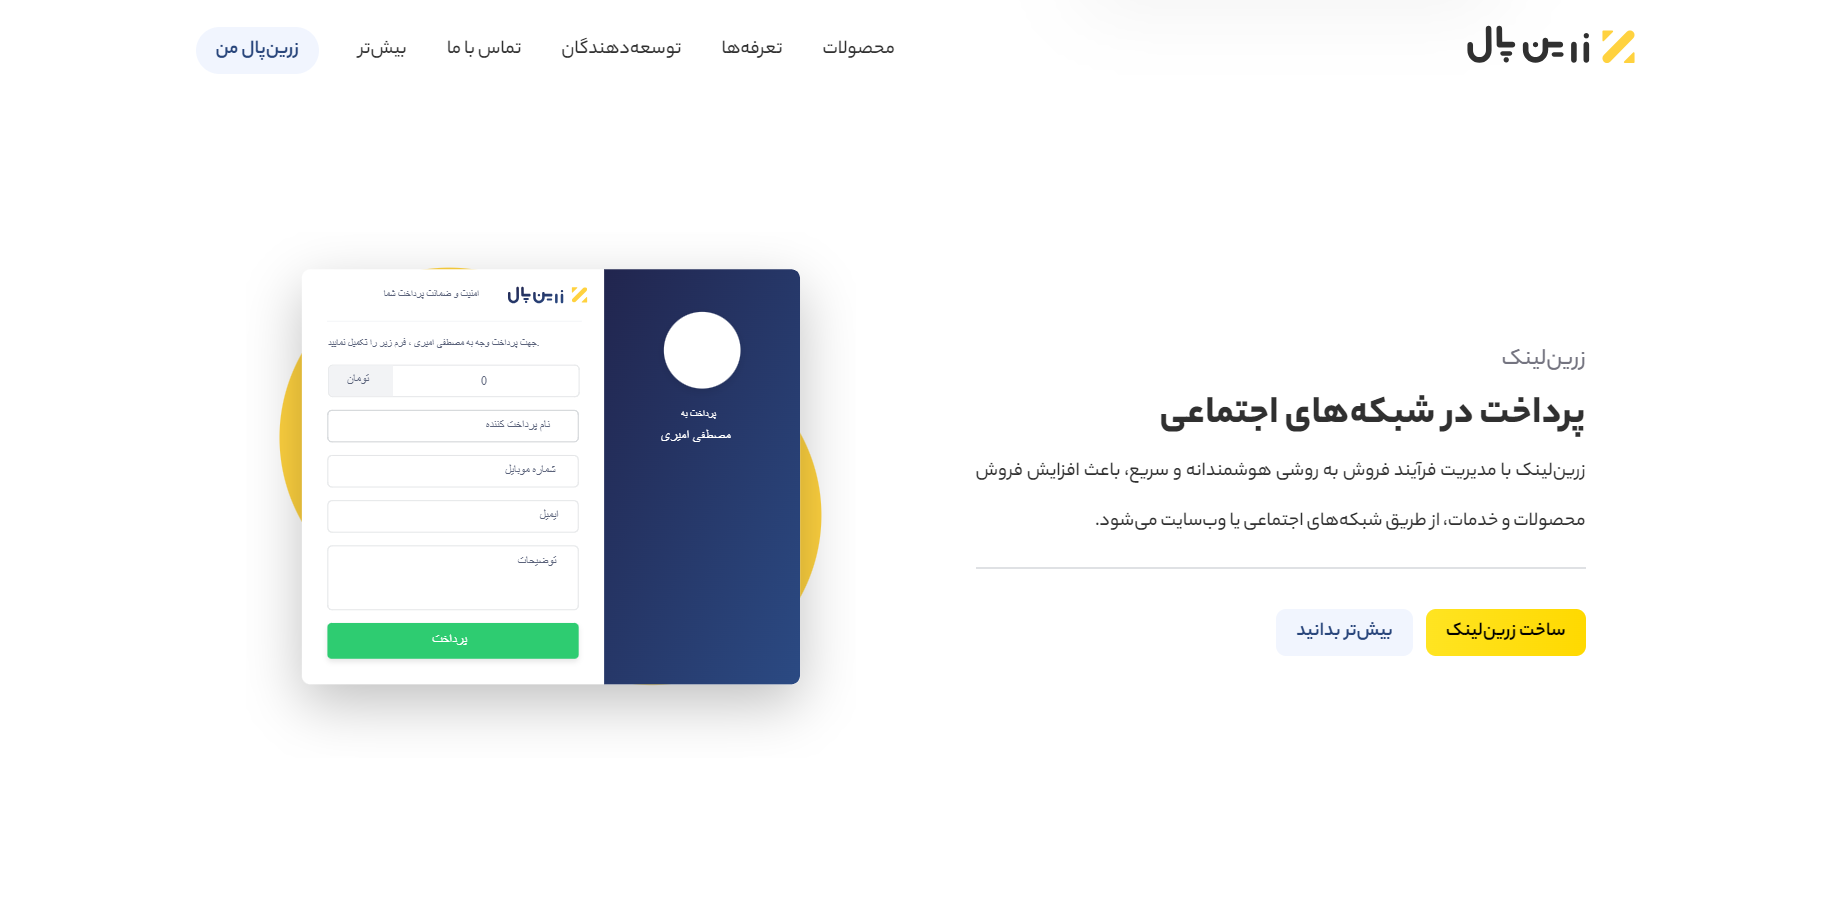 زرین پال
محصولات
تعرفه‌ها
توسعه‌دهندگان
تماس با ما
بیش‌تر
زرین‌پال من
زرین‌لینک
پرداخت در شبکه‌های اجتماعی
زرین‌لینک با مدیریت فرآیند فروش به روشی هوشمندانه و سریع، باعث افزایش فروش
محصولات و خدمات، از طریق شبکه‌های اجتماعی یا وب‌سایت می‌شود.
ساخت زرین‌لینک
بیش‌تر بدانید
پرداخت به
مصطفی امیری
زرین پال
امنیت و ضمانت پرداخت شما
جهت پرداخت وجه به مصطفی امیری ، فرم زیر را تکمیل نمایید.
0
تومان
نام پرداخت کننده
شماره موبایل
ایمیل
توضیحات
پرداخت